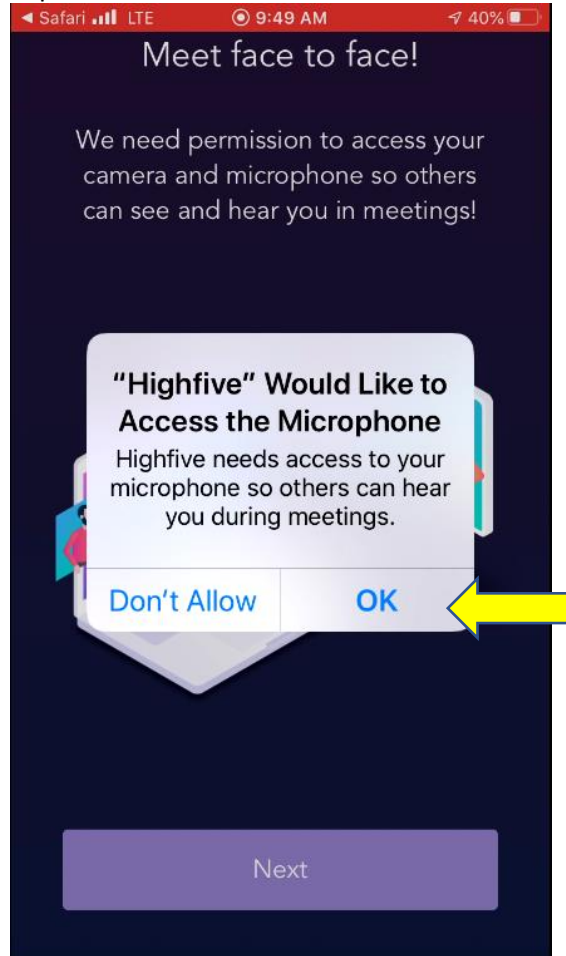 Safari LTE 9:49 AM 40%
Meet face to face!
We need permission to access your
camera and microphone so others
can see and hear you in meetings!
"Highfive" Would Like to
Access the Microphone
Highfive needs access to your
microphone so others can hear
you during meetings.
Don't Allow OK
Next